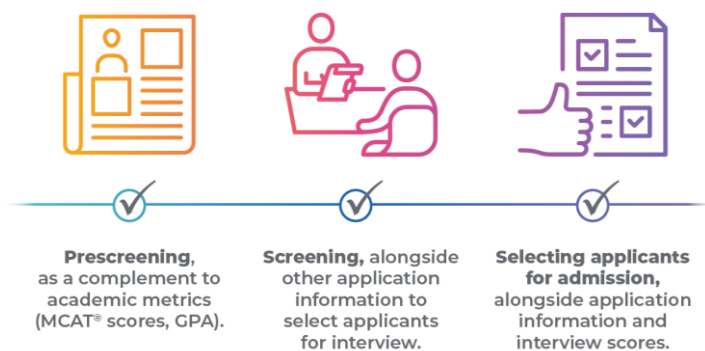 Prescreening,
as a complement to
academic metrics
(MCAT® scores, GPA).
Screening, alongside
other application
information to
select applicants
for interview.
Selecting applicants
for admission,
alongside application
information and
interview scores.